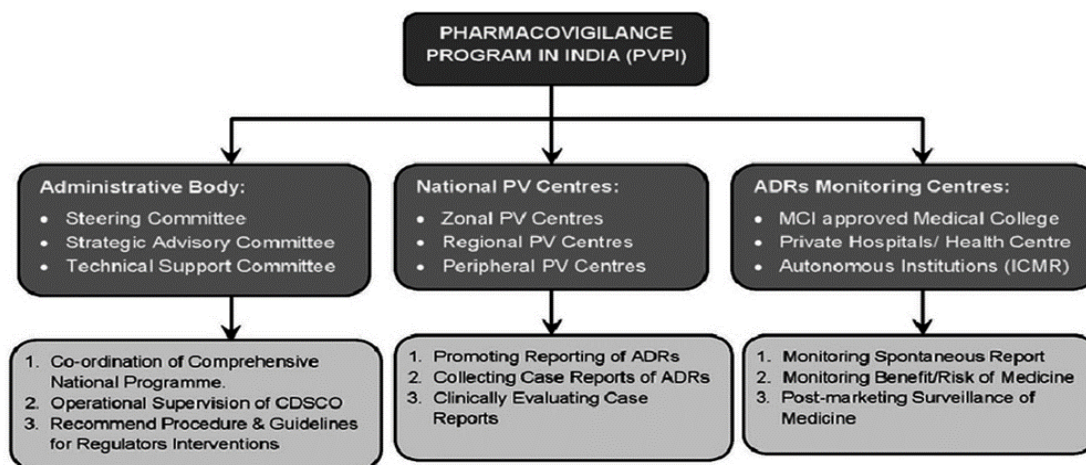 PHARMACOVIGILANCE
PROGRAM IN INDIA (PVPI)
Administrative Body:
• Steering Committee
• Strategic Advisory Committee
• Technical Support Committee
National PV Centres:
• Zonal PV Centres
• Regional PV Centres
• Peripheral PV Centres
ADRs Monitoring Centres:
• MCI approved Medical College
• Private Hospitals/ Health Centre
• Autonomous Institutions (ICMR)
1. Co-ordination of Comprehensive
National Programme.
2. Operational Supervision of CDSCO
3. Recommend Procedure & Guidelines
for Regulators Interventions
1. Promoting Reporting of ADRs
2. Collecting Case Reports of ADRs
3. Clinically Evaluating Case
Reports
1. Monitoring Spontaneous Report
2. Monitoring Benefit/Risk of Medicine
3. Post-marketing Surveillance of
Medicine